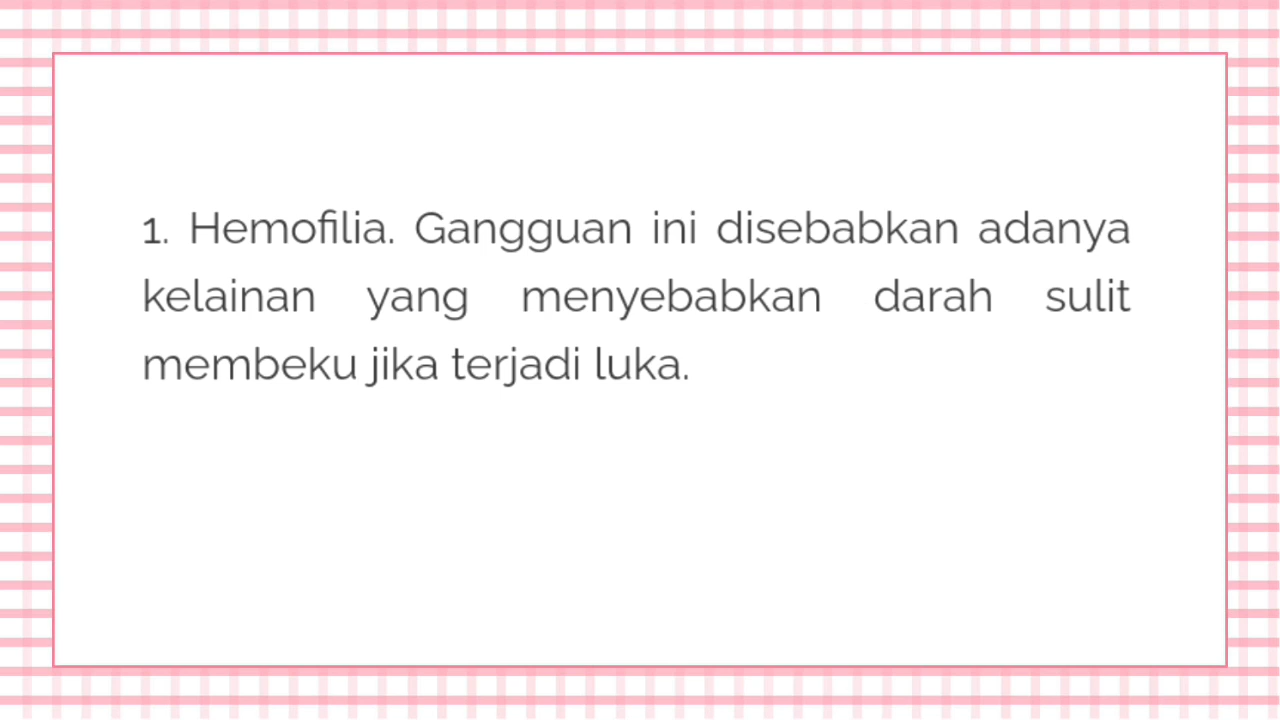 1. Hemofilia. Gangguan ini disebabkan adanya
kelainan yang menyebabkan darah sulit
membeku jika terjadi luka.